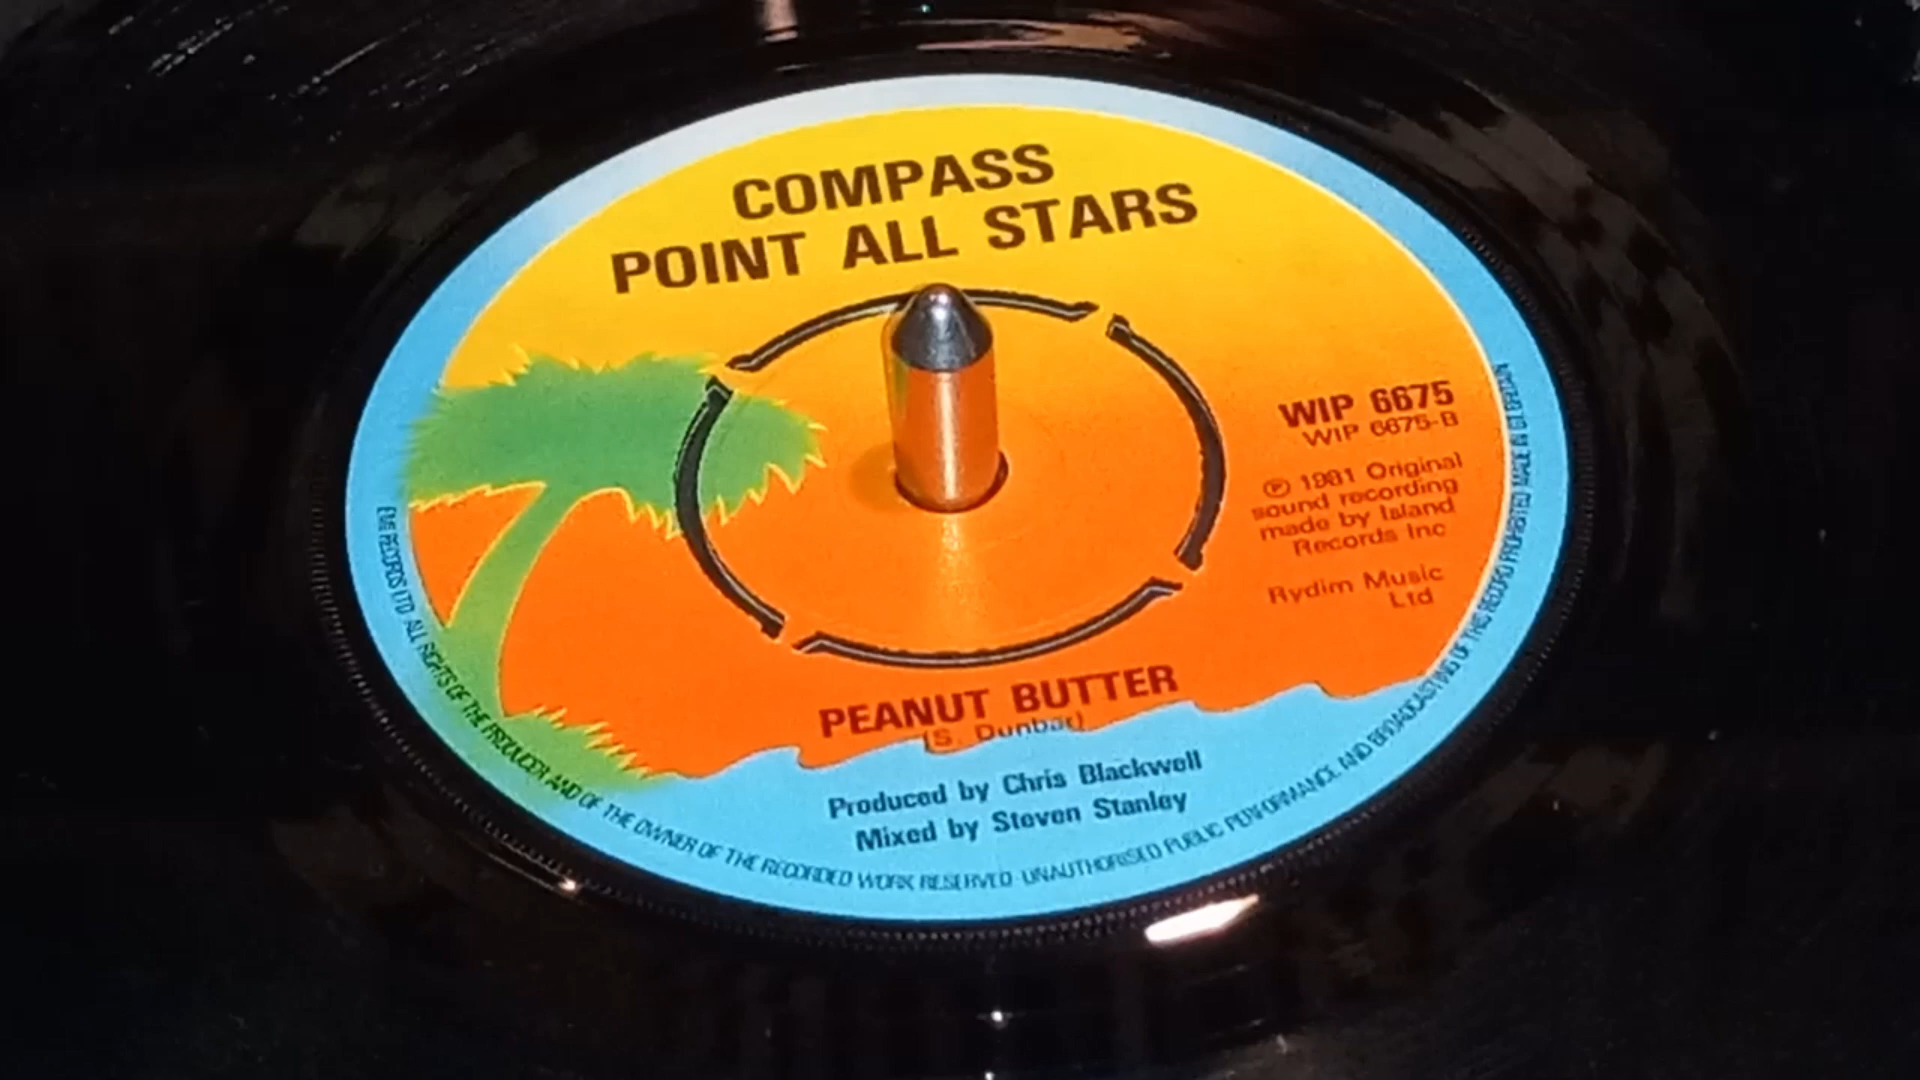 COMPASS
POINT ALL STARS
WIP 6675
WIP 6675-B
Ⓟ 1981 Original
sound recording
made by Island
Records Inc
Rydim Music
Ltd
PEANUT BUTTER
(S. Dunbar)
Produced by Chris Blackwell
Mixed by Steven Stanley
RECORDS LTD. ALL RIGHTS OF THE PRODUCER AND OF THE OWNER OF THE RECORDED WORK RESERVED. UNAUTHORISED PUBLIC PERFORMANCE AND BROADCASTING OF THIS RECORD PROHIBITED. MADE IN GT BRITAIN